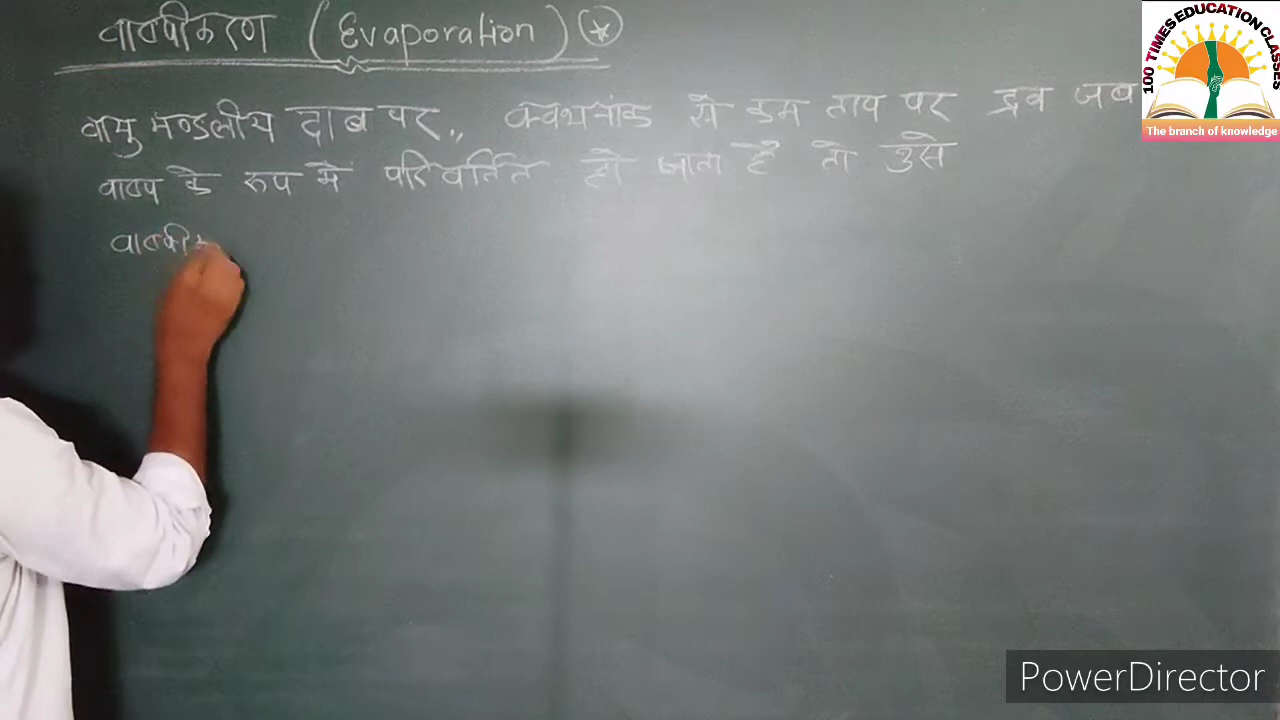 वाष्पीकरण (Evaporation)
वायु मण्डलीय दाब पर, क्वथनांक से कम ताप पर द्रव जब
वाष्प के रूप मे परिवर्तित हो जाता है तो उसे
वाष्पीक
100 TIMES EDUCATION CLASSES
The branch of knowledge
PowerDirector